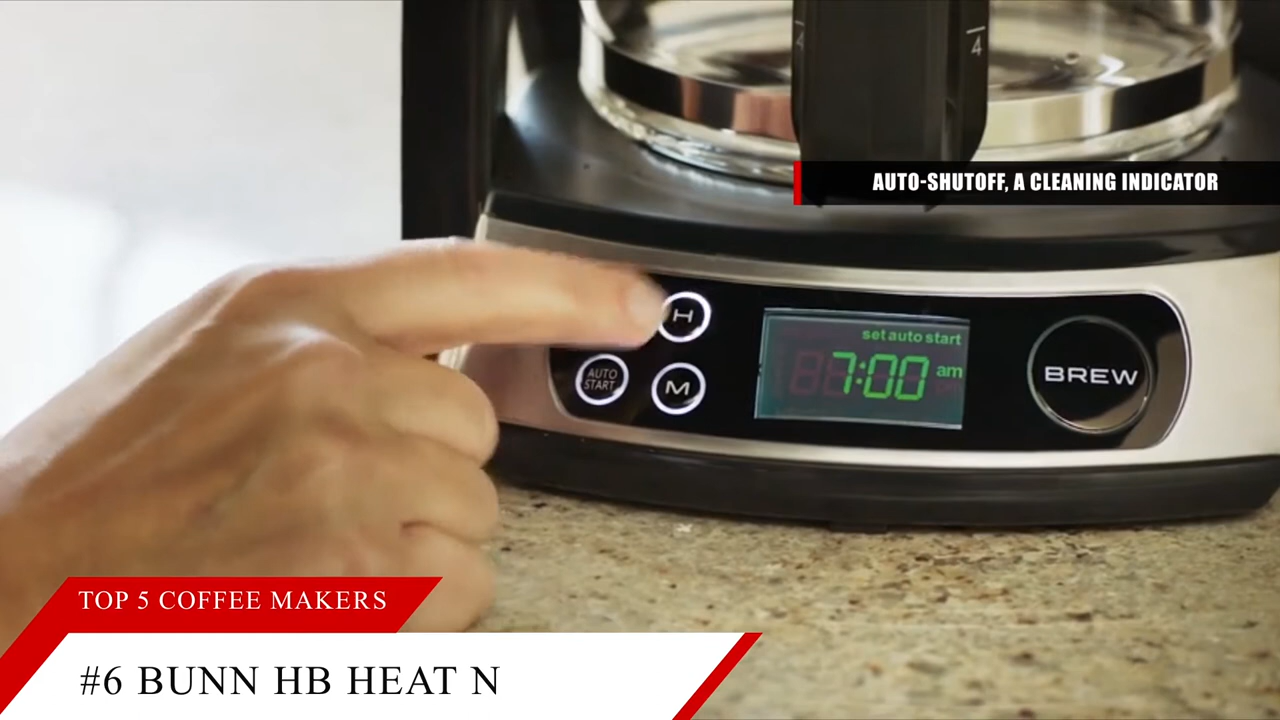 4
4
AUTO-SHUTOFF, A CLEANING INDICATOR
H
set auto start
7:00 am
AUTO
START
M
BREW
TOP 5 COFFEE MAKERS
#6 BUNN HB HEAT N